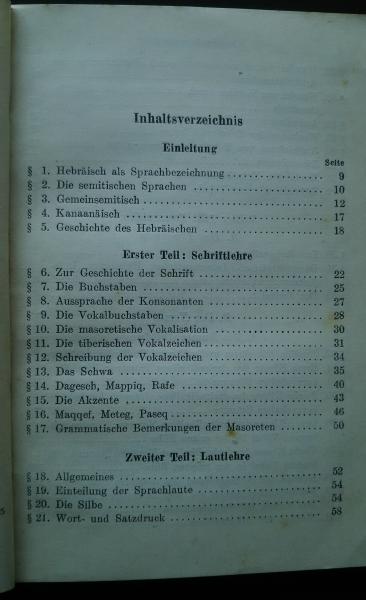 Inhaltsverzeichnis
Einleitung
Seite
§ 1. Hebräisch als Sprachbezeichnung . . . . . . . . . . . . . . . . 9
§ 2. Die semitischen Sprachen . . . . . . . . . . . . . . . . . . . . 10
§ 3. Gemeinsemitisch . . . . . . . . . . . . . . . . . . . . . . . . 12
§ 4. Kanaanäisch . . . . . . . . . . . . . . . . . . . . . . . . . . 17
§ 5. Geschichte des Hebräischen . . . . . . . . . . . . . . . . . . . 18
Erster Teil: Schriftlehre
§ 6. Zur Geschichte der Schrift . . . . . . . . . . . . . . . . . . . 22
§ 7. Die Buchstaben . . . . . . . . . . . . . . . . . . . . . . . . . 25
§ 8. Aussprache der Konsonanten . . . . . . . . . . . . . . . . . . . 27
§ 9. Die Vokalbuchstaben . . . . . . . . . . . . . . . . . . . . . . 28
§ 10. Die masoretische Vokalisation . . . . . . . . . . . . . . . . . 30
§ 11. Die tiberischen Vokalzeichen . . . . . . . . . . . . . . . . . . 31
§ 12. Schreibung der Vokalzeichen . . . . . . . . . . . . . . . . . . 34
§ 13. Das Schwa . . . . . . . . . . . . . . . . . . . . . . . . . . . 35
§ 14. Dagesch, Mappiq, Rafe . . . . . . . . . . . . . . . . . . . . . 40
§ 15. Die Akzente . . . . . . . . . . . . . . . . . . . . . . . . . . 43
§ 16. Maqqef, Meteg, Paseq . . . . . . . . . . . . . . . . . . . . . . 46
§ 17. Grammatische Bemerkungen der Masoreten . . . . . . . . . . . . . 50
Zweiter Teil: Lautlehre
§ 18. Allgemeines . . . . . . . . . . . . . . . . . . . . . . . . . . 52
§ 19. Einteilung der Sprachlaute . . . . . . . . . . . . . . . . . . . 54
§ 20. Die Silbe . . . . . . . . . . . . . . . . . . . . . . . . . . . 54
§ 21. Wort- und Satzdruck . . . . . . . . . . . . . . . . . . . . . . 58
5